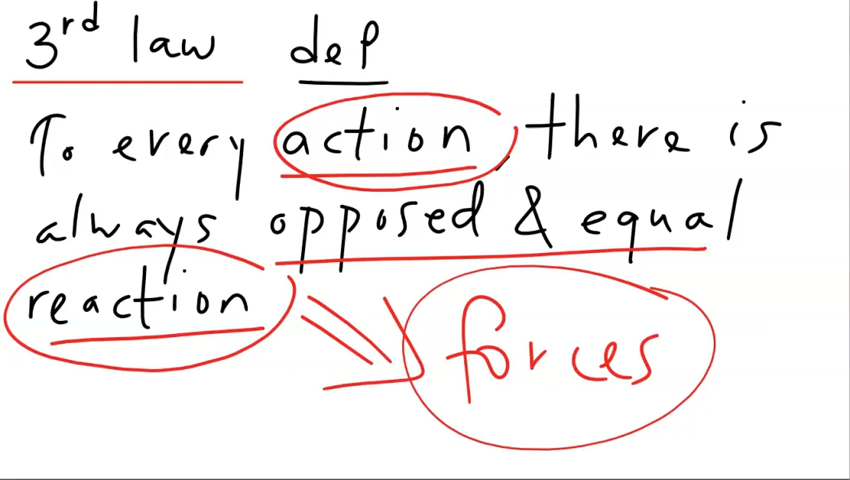 3rd law def
To every action, there is
always opposed & equal
reaction ⇒ forces